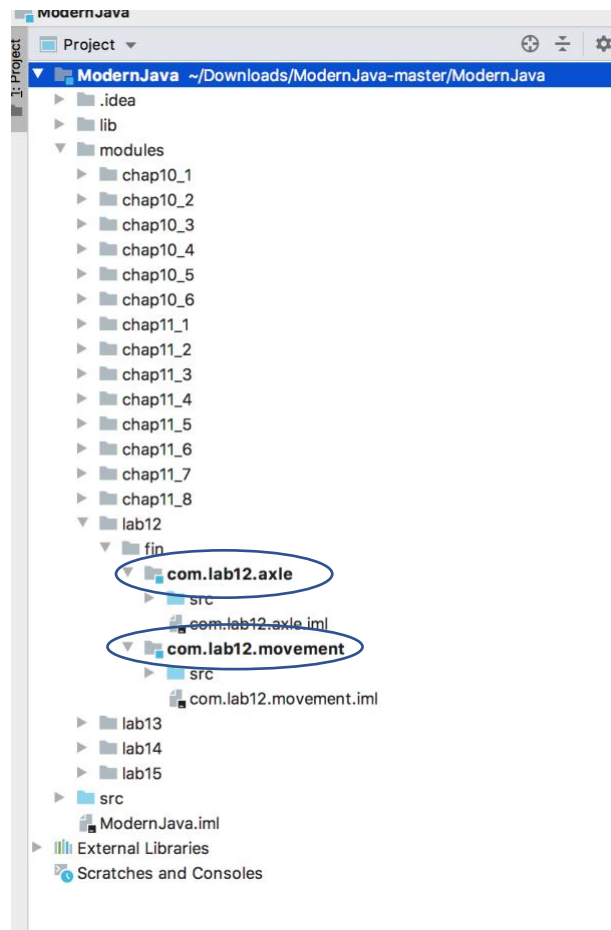 ModernJava
1: Project
Project
ModernJava ~/Downloads/ModernJava-master/ModernJava
.idea
lib
modules
chap10_1
chap10_2
chap10_3
chap10_4
chap10_5
chap10_6
chap11_1
chap11_2
chap11_3
chap11_4
chap11_5
chap11_6
chap11_7
chap11_8
lab12
fin
com.lab12.axle
src
com.lab12.axle.iml
com.lab12.movement
src
com.lab12.movement.iml
lab13
lab14
lab15
src
ModernJava.iml
External Libraries
Scratches and Consoles